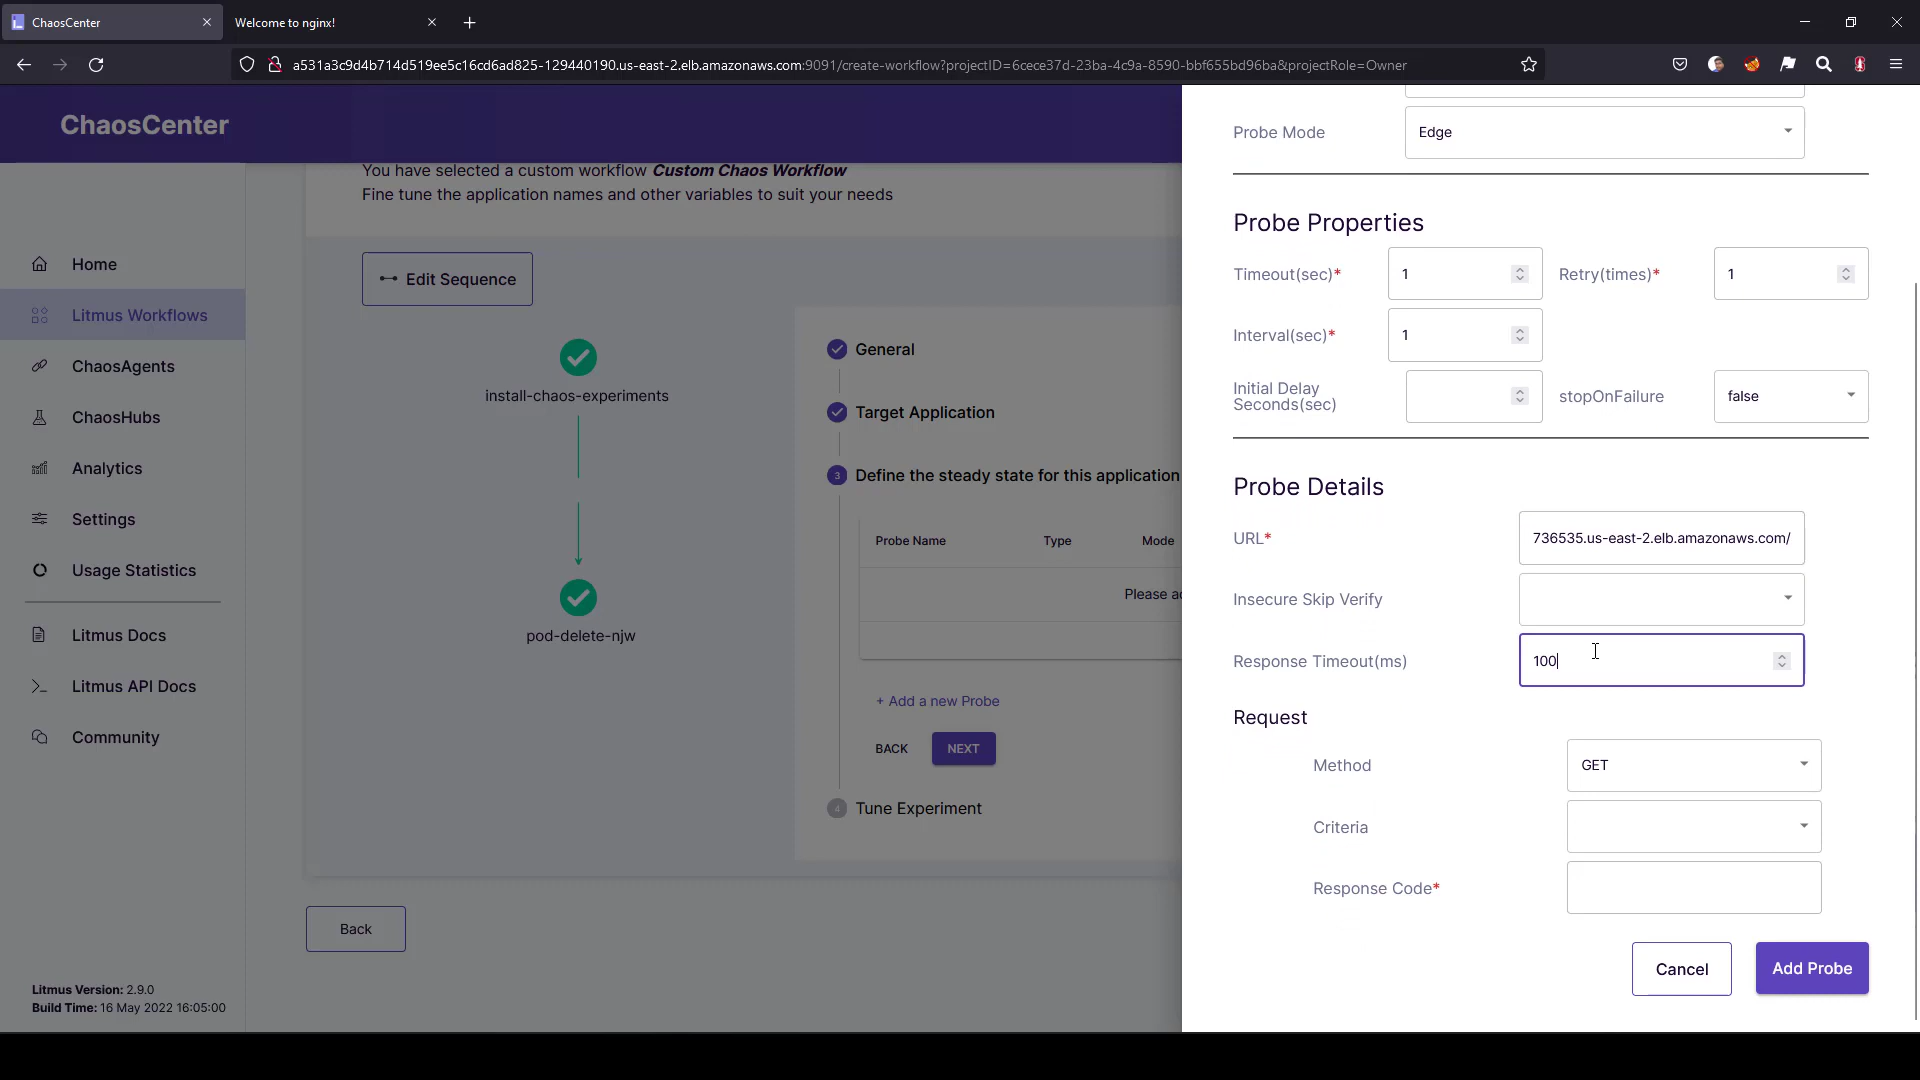 ChaosCenter
Welcome to nginx!
a531a3c9d4b714d519ee5c16cd6ad825-129440190.us-east-2.elb.amazonaws.com:9091/create-workflow?projectID=6cece37d-23ba-4c9a-8590-bbf655bd96ba&projectRole=Owner
ChaosCenter
Home
Litmus Workflows
ChaosAgents
ChaosHubs
Analytics
Settings
Usage Statistics
Litmus Docs
Litmus API Docs
Community
Litmus Version: 2.9.0
Build Time: 16 May 2022 16:05:00
You have selected a custom workflow Custom Chaos Workflow
Fine tune the application names and other variables to suit your needs
Edit Sequence
install-chaos-experiments
pod-delete-njw
General
Target Application
3 Define the steady state for this application
Probe Name Type Mode
Please
+ Add a new Probe
BACK NEXT
4 Tune Experiment
Back
Probe Mode Edge
Probe Properties
Timeout(sec)* 1 Retry(times)* 1
Interval(sec)* 1
Initial Delay
Seconds(sec)
stopOnFailure false
Probe Details
URL* 736535.us-east-2.elb.amazonaws.com/
Insecure Skip Verify
Response Timeout(ms) 100
Request
Method GET
Criteria
Response Code*
Cancel Add Probe